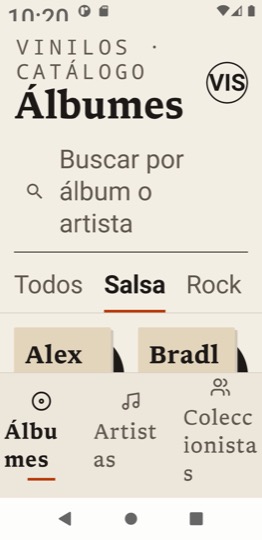 10:20
VINILOS ·
CATÁLOGO
Álbumes
VIS
Buscar por
álbum o
artista
Todos Salsa Rock
Alex Bradl
Álbu
mes
Artist
as
Colecc
ionista
s